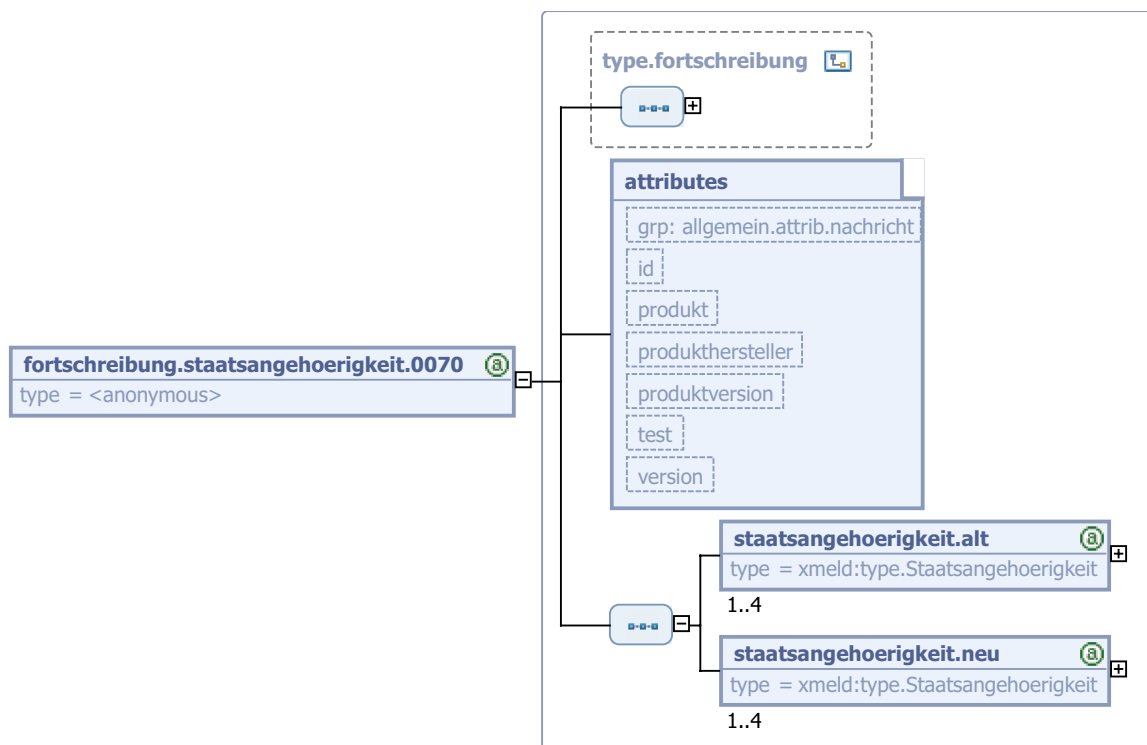 type.fortschreibung
attributes
grp: allgemein.attrib.nachricht
id
produkt
produkthersteller
produktversion
test
version
fortschreibung.staatsangehoerigkeit.0070 @
type = <anonymous>
staatsangehoerigkeit.alt @
type = xmeld:type.Staatsangehoerigkeit
1..4
staatsangehoerigkeit.neu @
type = xmeld:type.Staatsangehoerigkeit
1..4